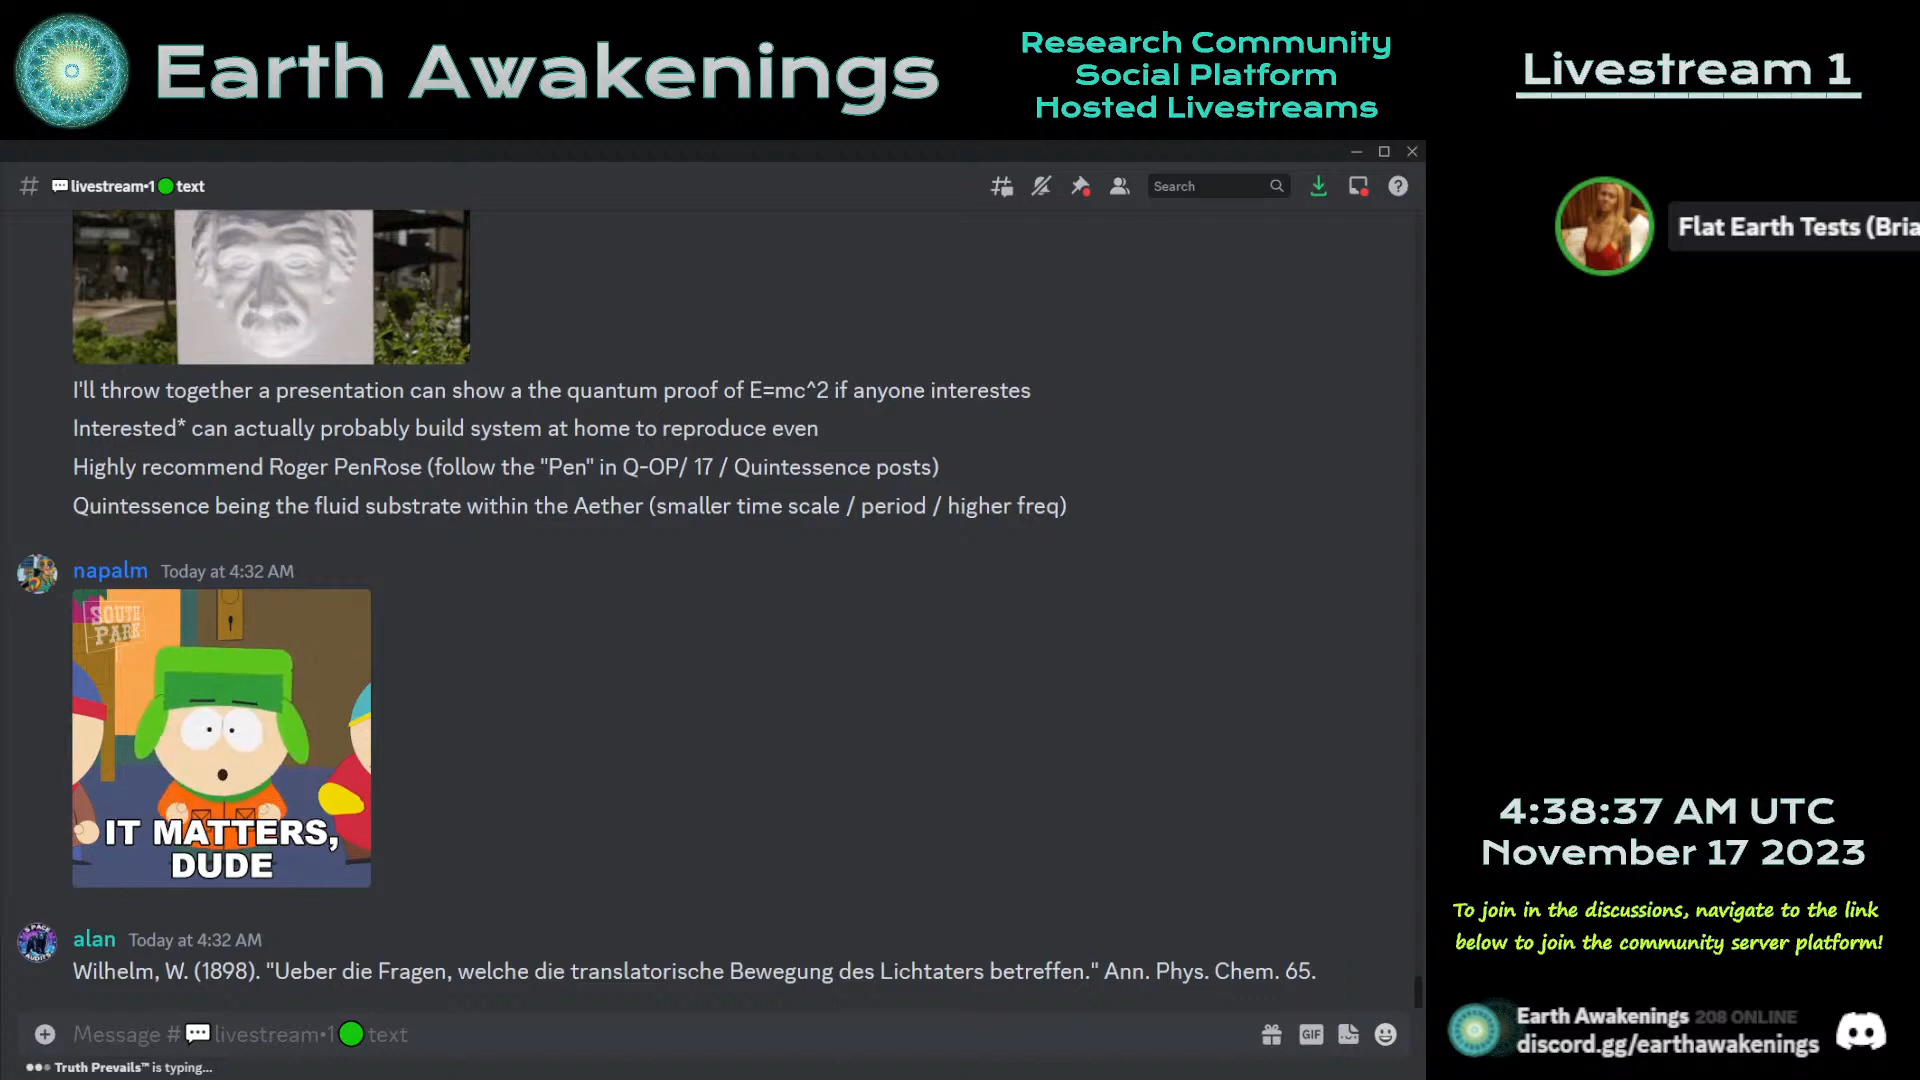 Earth Awakenings
Research Community
Social Platform
Hosted Livestreams
Livestream 1
livestream•1 text
Search
Flat Earth Tests (Bria
I'll throw together a presentation can show a the quantum proof of E=mc^2 if anyone interestes
Interested* can actually probably build system at home to reproduce even
Highly recommend Roger PenRose (follow the "Pen" in Q-OP/ 17 / Quintessence posts)
Quintessence being the fluid substrate within the Aether (smaller time scale / period / higher freq)
napalm Today at 4:32 AM
SOUTH
PARK
IT MATTERS,
DUDE
alan Today at 4:32 AM
Wilhelm, W. (1898). "Ueber die Fragen, welche die translatorische Bewegung des Lichtaters betreffen." Ann. Phys. Chem. 65.
Message # livestream•1 text
GIF
Truth Prevails™ is typing...
4:38:37 AM UTC
November 17 2023
To join in the discussions, navigate to the link
below to join the community server platform!
Earth Awakenings 208 ONLINE
discord.gg/earthawakenings